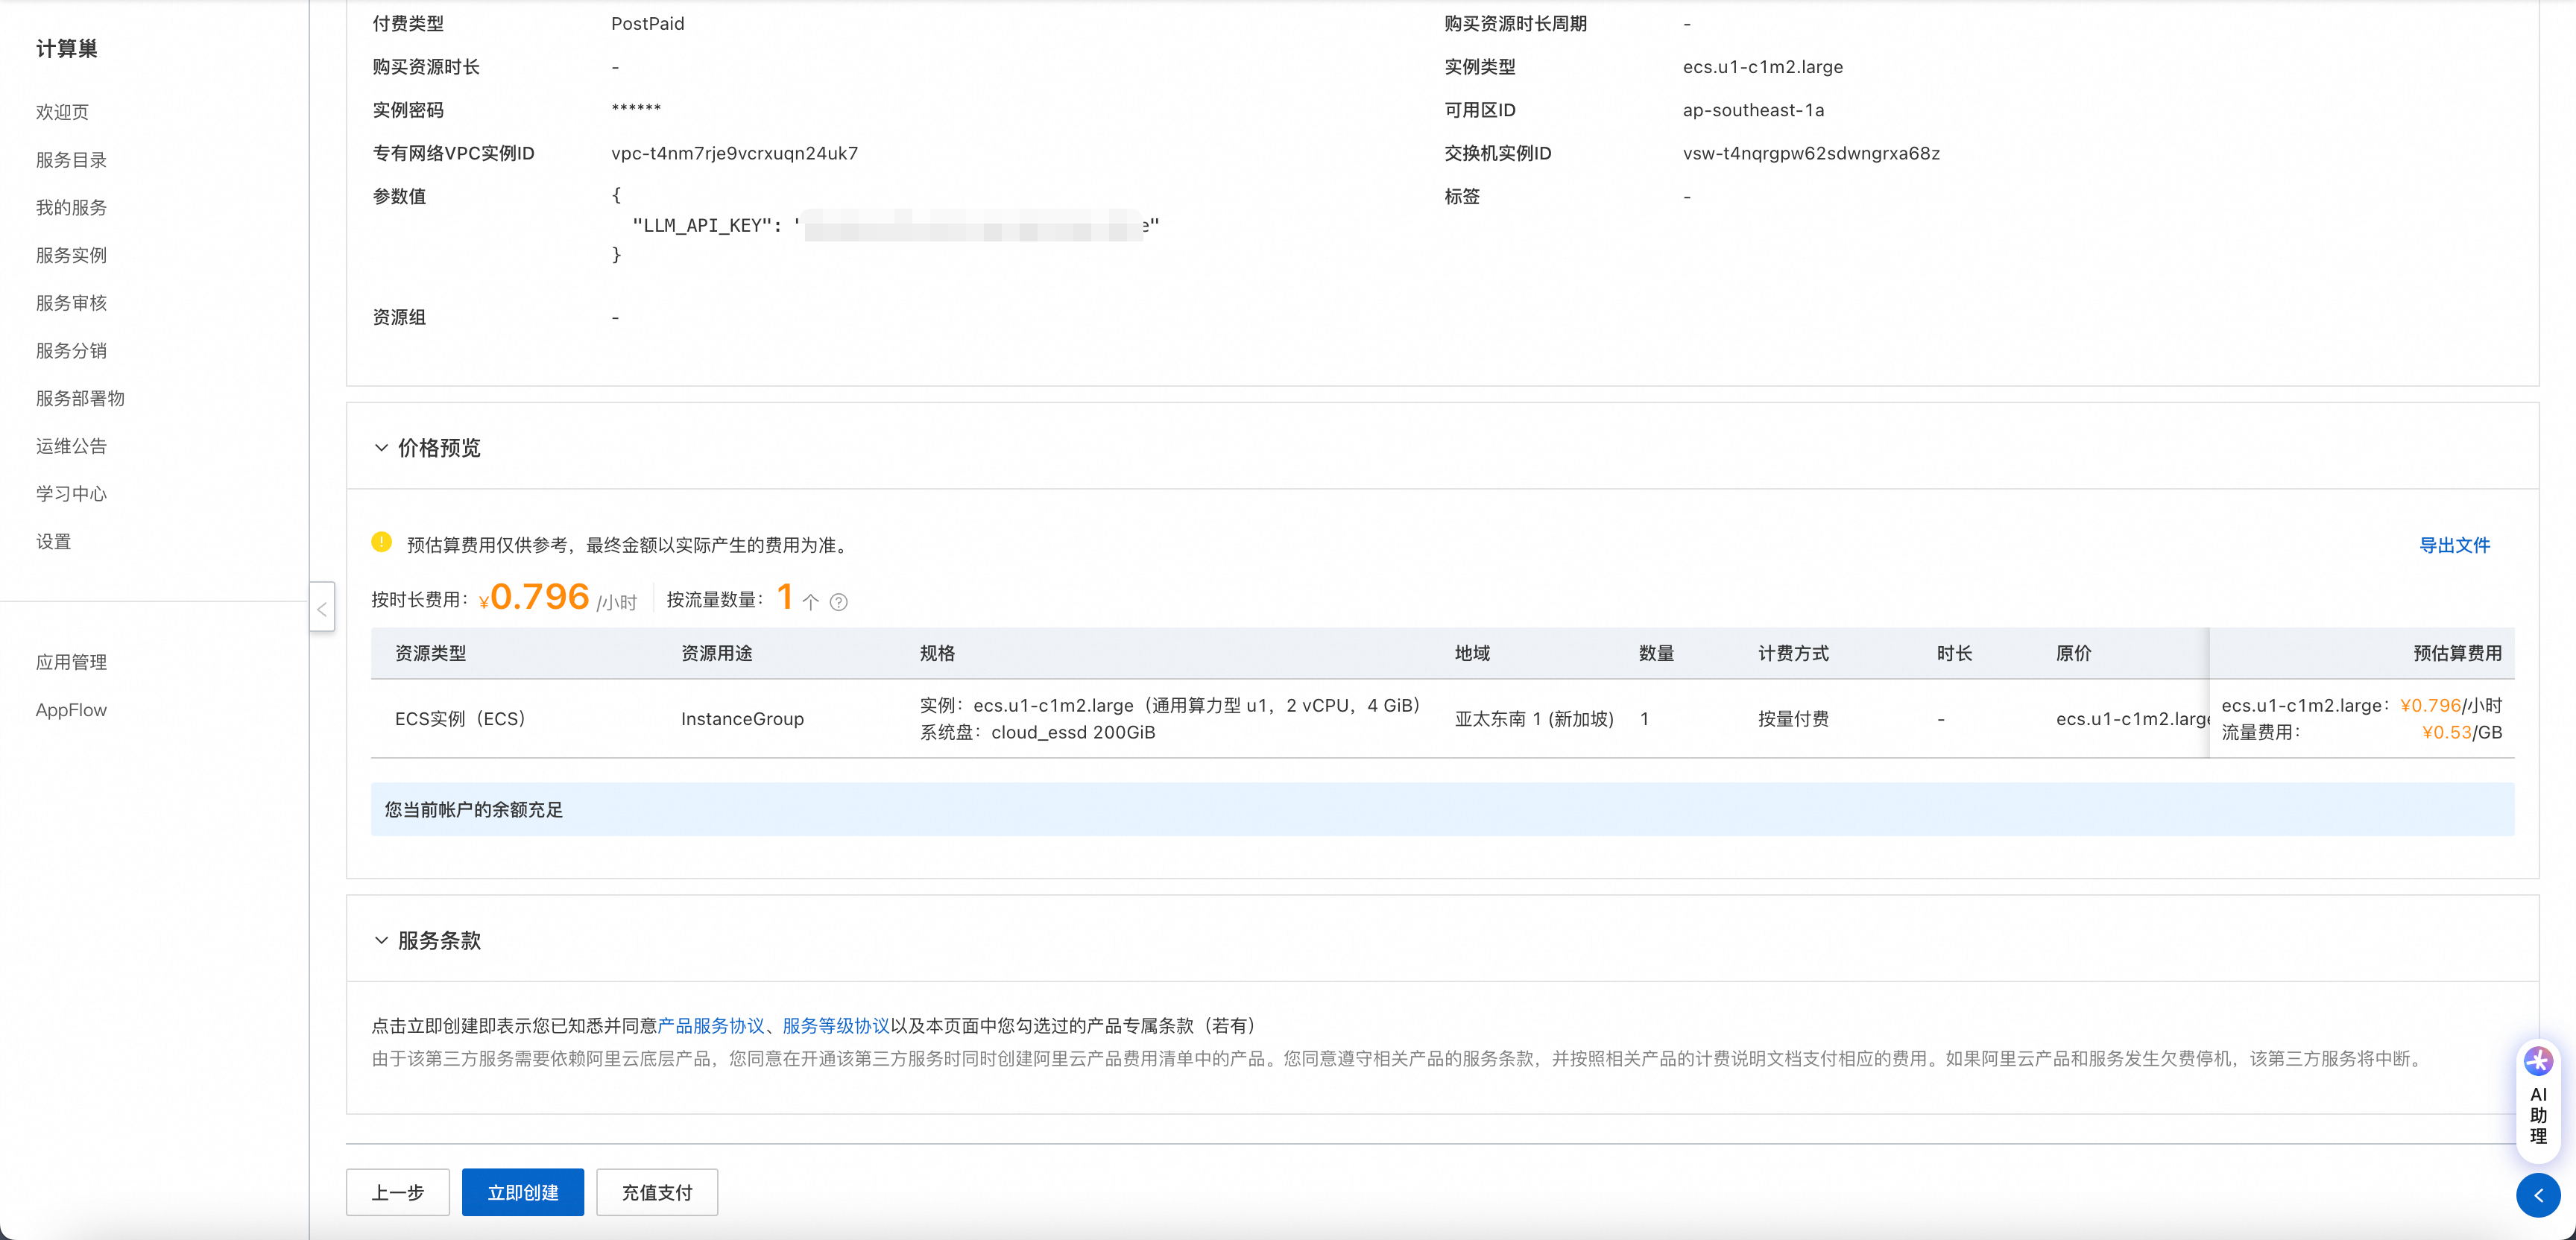 计算巢
欢迎页
服务目录
我的服务
服务实例
服务审核
服务分销
服务部署物
运维公告
学习中心
设置
应用管理
AppFlow
付费类型 PostPaid 购买资源时长周期 -
购买资源时长 - 实例类型 ecs.u1-c1m2.large
实例密码 ****** 可用区ID ap-southeast-1a
专有网络VPC实例ID vpc-t4nm7rje9vcrxuqn24uk7 交换机实例ID vsw-t4nqrgpw62sdwngrxa68z
参数值 { 标签 -
"LLM_API_KEY": " e"
}
资源组 -
价格预览
预估算费用仅供参考，最终金额以实际产生的费用为准。 导出文件
按时长费用： ¥0.796 /小时 按流量数量： 1 个
资源类型 资源用途 规格 地域 数量 计费方式 时长 原价 预估算费用
ECS实例（ECS） InstanceGroup 实例：ecs.u1-c1m2.large（通用算力型 u1，2 vCPU，4 GiB） 亚太东南 1 (新加坡) 1 按量付费 - ecs.u1-c1m2.large ecs.u1-c1m2.large： ¥0.796/小时
系统盘：cloud_essd 200GiB 流量费用： ¥0.53/GB
您当前帐户的余额充足
服务条款
点击立即创建即表示您已知悉并同意产品服务协议、服务等级协议以及本页面中您勾选过的产品专属条款（若有）
由于该第三方服务需要依赖阿里云底层产品，您同意在开通该第三方服务时同时创建阿里云产品费用清单中的产品。您同意遵守相关产品的服务条款，并按照相关产品的计费说明文档支付相应的费用。如果阿里云产品和服务发生欠费停机，该第三方服务将中断。
上一步 立即创建 充值支付
AI
助
理